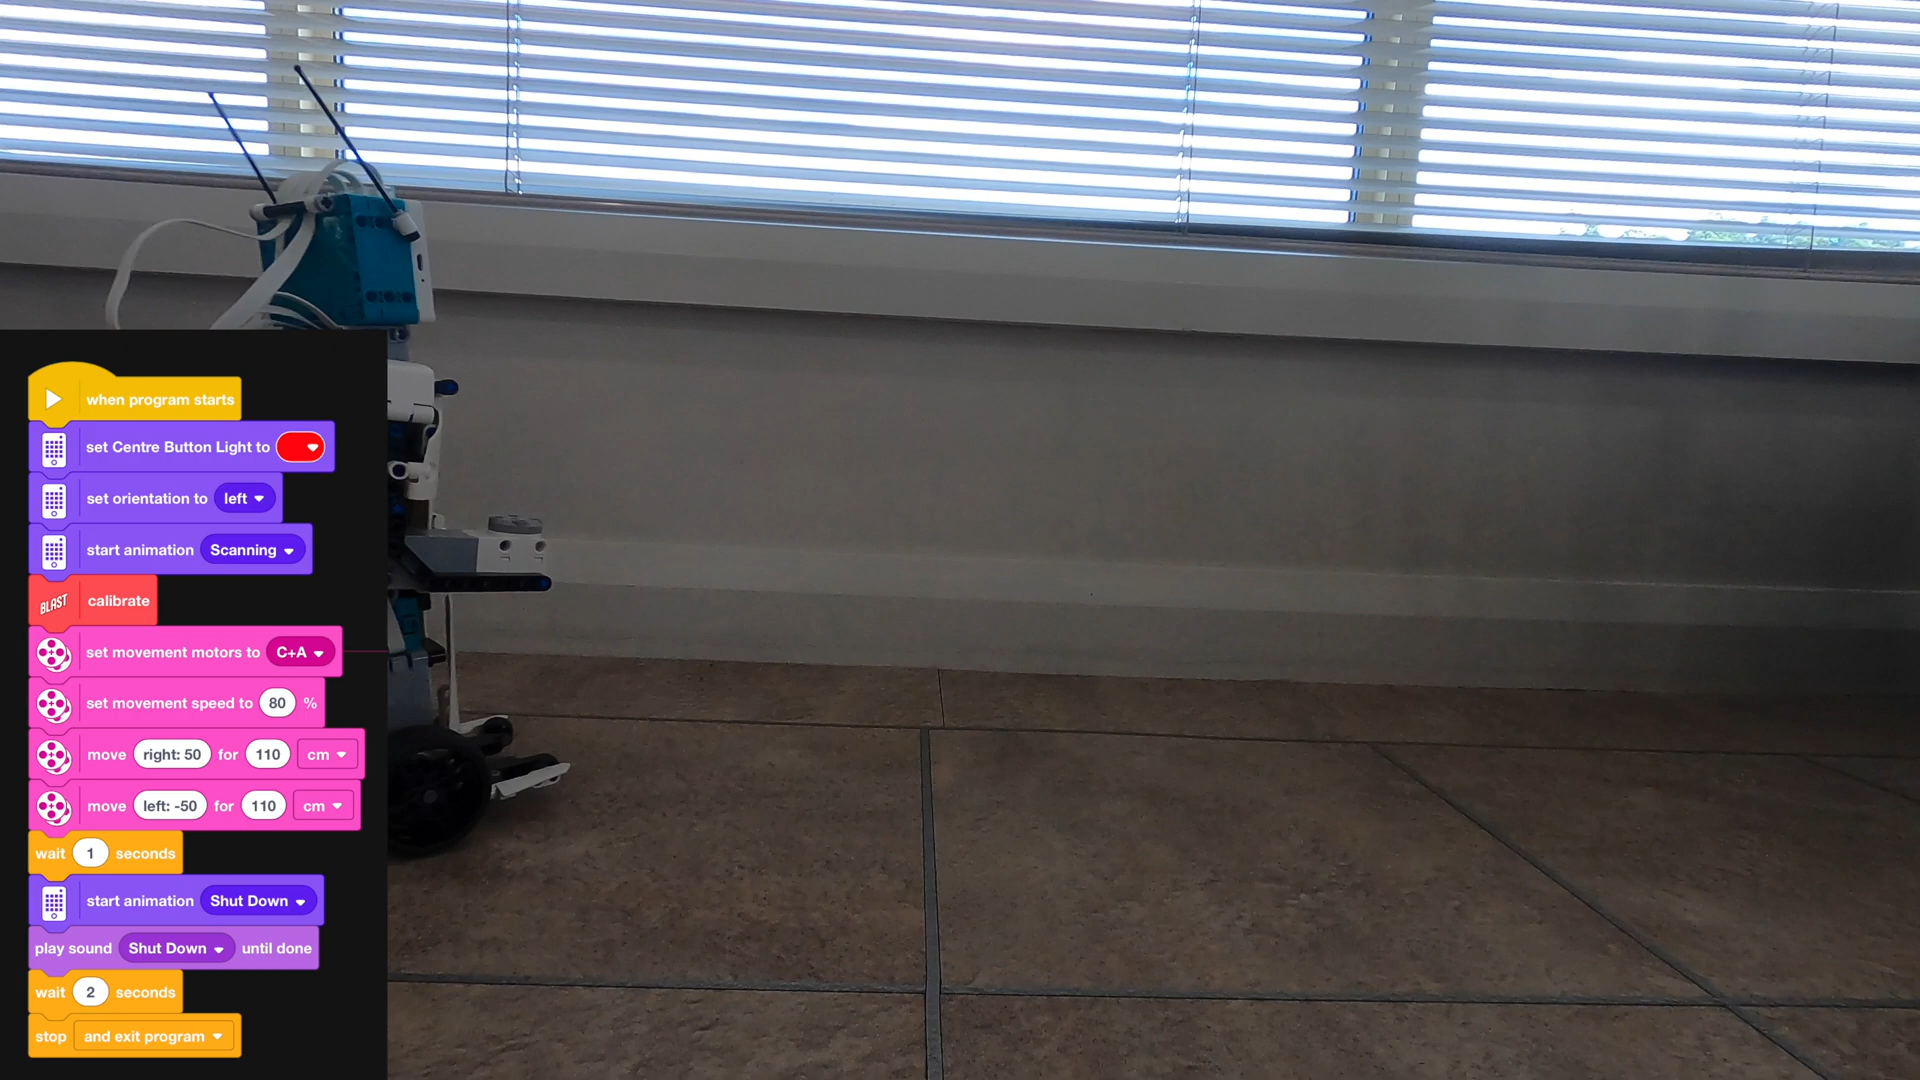 when program starts
set Centre Button Light to
set orientation to left
start animation Scanning
BLAST calibrate
set movement motors to C+A
set movement speed to 80 %
move right: 50 for 110 cm
move left: -50 for 110 cm
wait 1 seconds
start animation Shut Down
play sound Shut Down until done
wait 2 seconds
stop and exit program